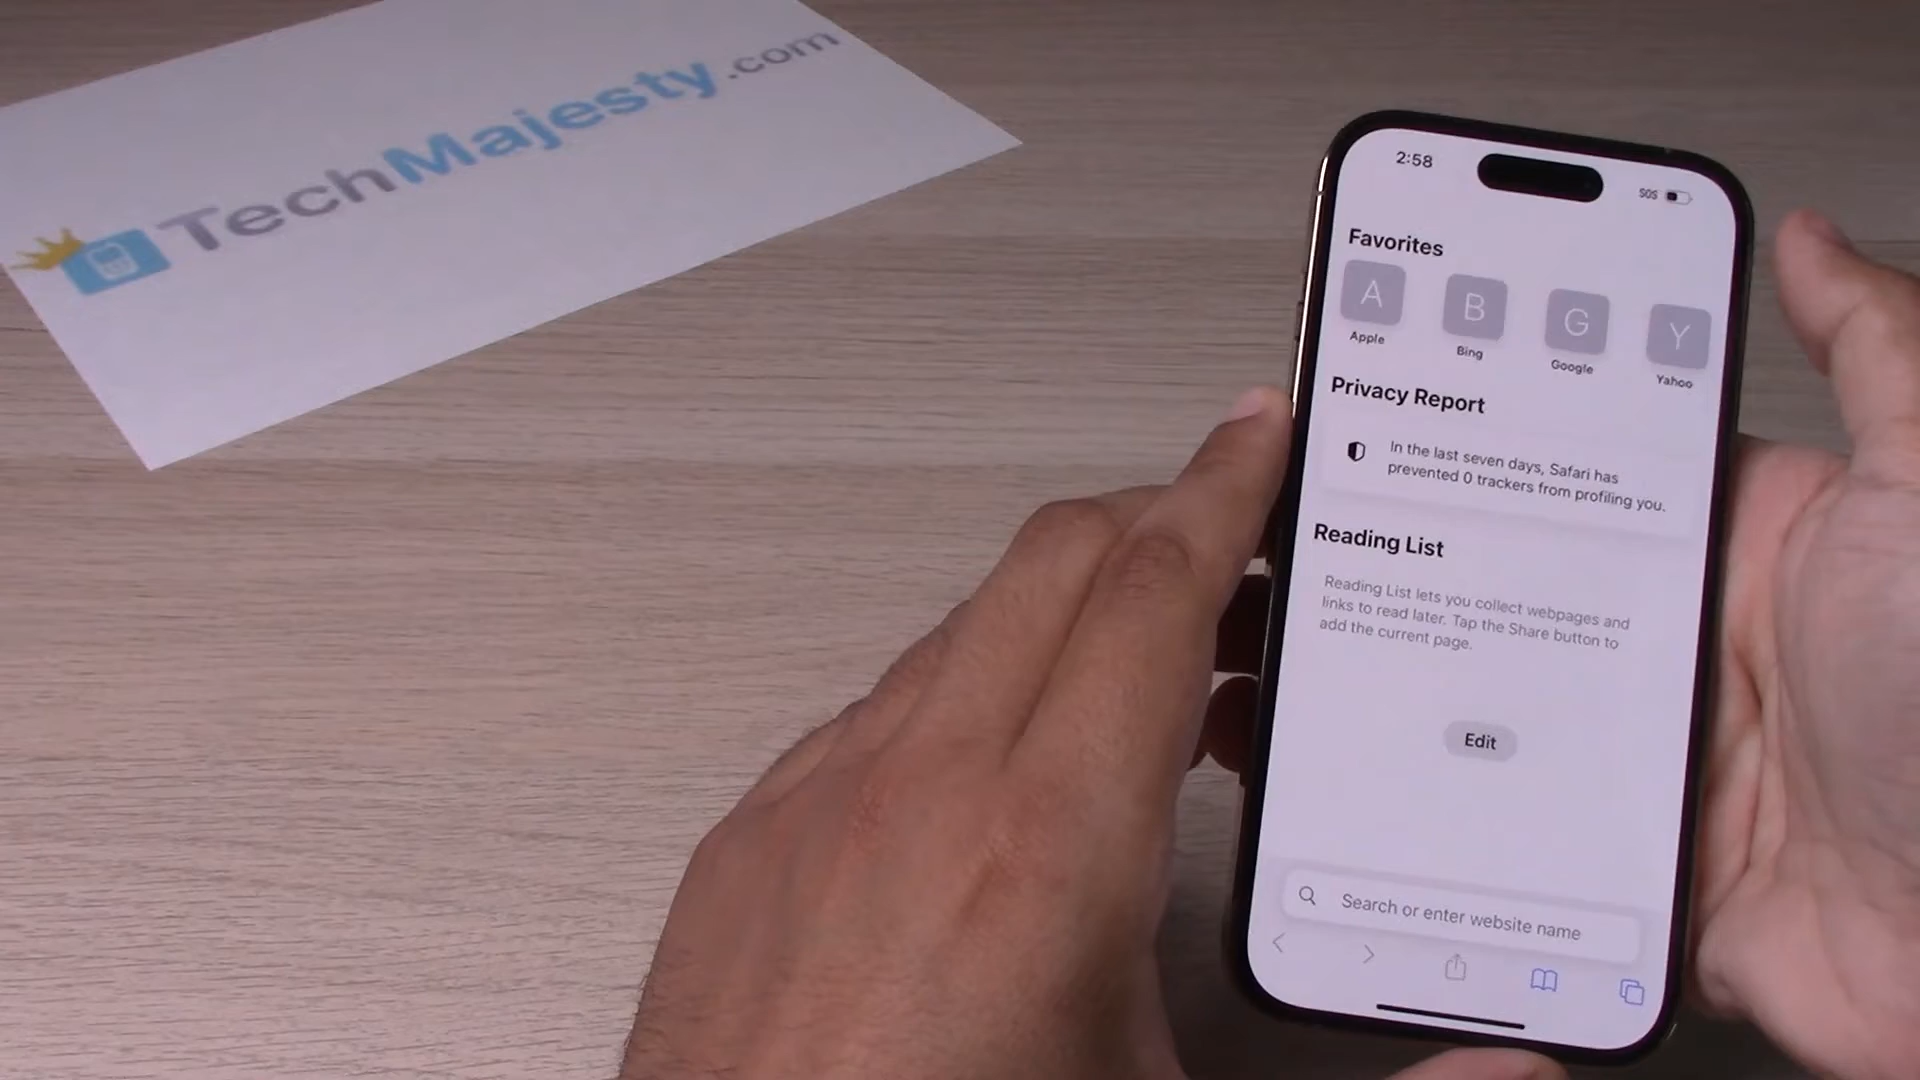 TechMajesty.com
2:58
SOS
Favorites
A
B
G
Y
Apple
Bing
Google
Yahoo
Privacy Report
In the last seven days, Safari has
prevented 0 trackers from profiling you.
Reading List
Reading List lets you collect webpages and
links to read later. Tap the Share button to
add the current page.
Edit
Search or enter website name